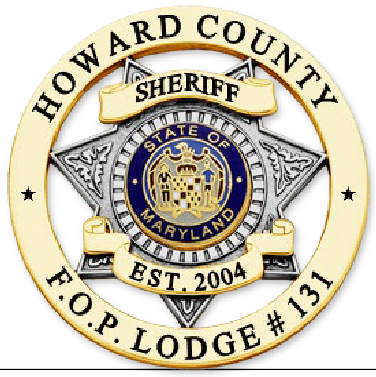 HOWARD COUNTY
SHERIFF
STATE OF
MARYLAND
EST. 2004
F.O.P. LODGE # 131